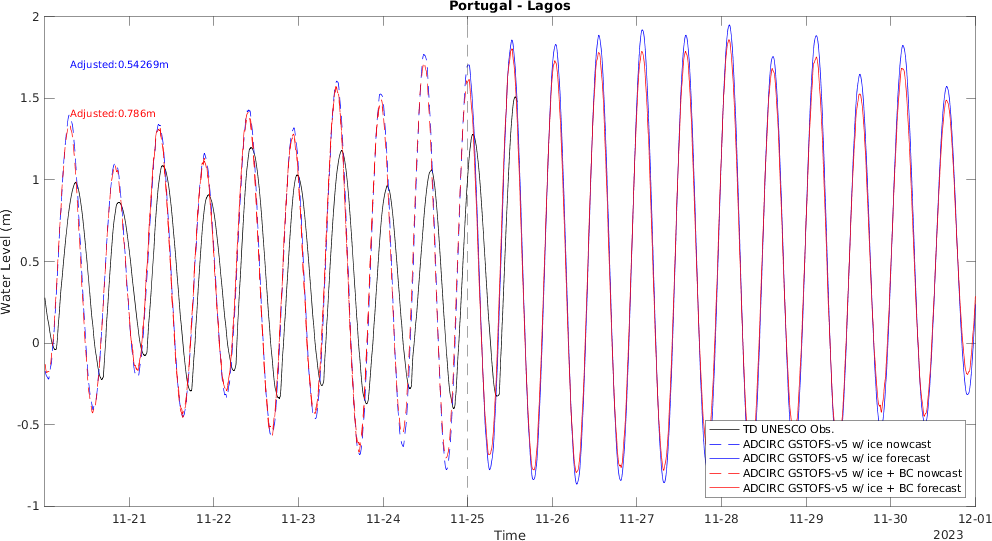 Portugal - Lagos
2
Adjusted:0.54269m
1.5
Adjusted:0.786m
1
0.5
0
-0.5
-1
Water Level (m)
TD UNESCO Obs.
ADCIRC GSTOFS-v5 w/ ice nowcast
ADCIRC GSTOFS-v5 w/ ice forecast
ADCIRC GSTOFS-v5 w/ ice + BC nowcast
ADCIRC GSTOFS-v5 w/ ice + BC forecast
11-21 11-22 11-23 11-24 11-25 11-26 11-27 11-28 11-29 11-30 12-01
Time
2023